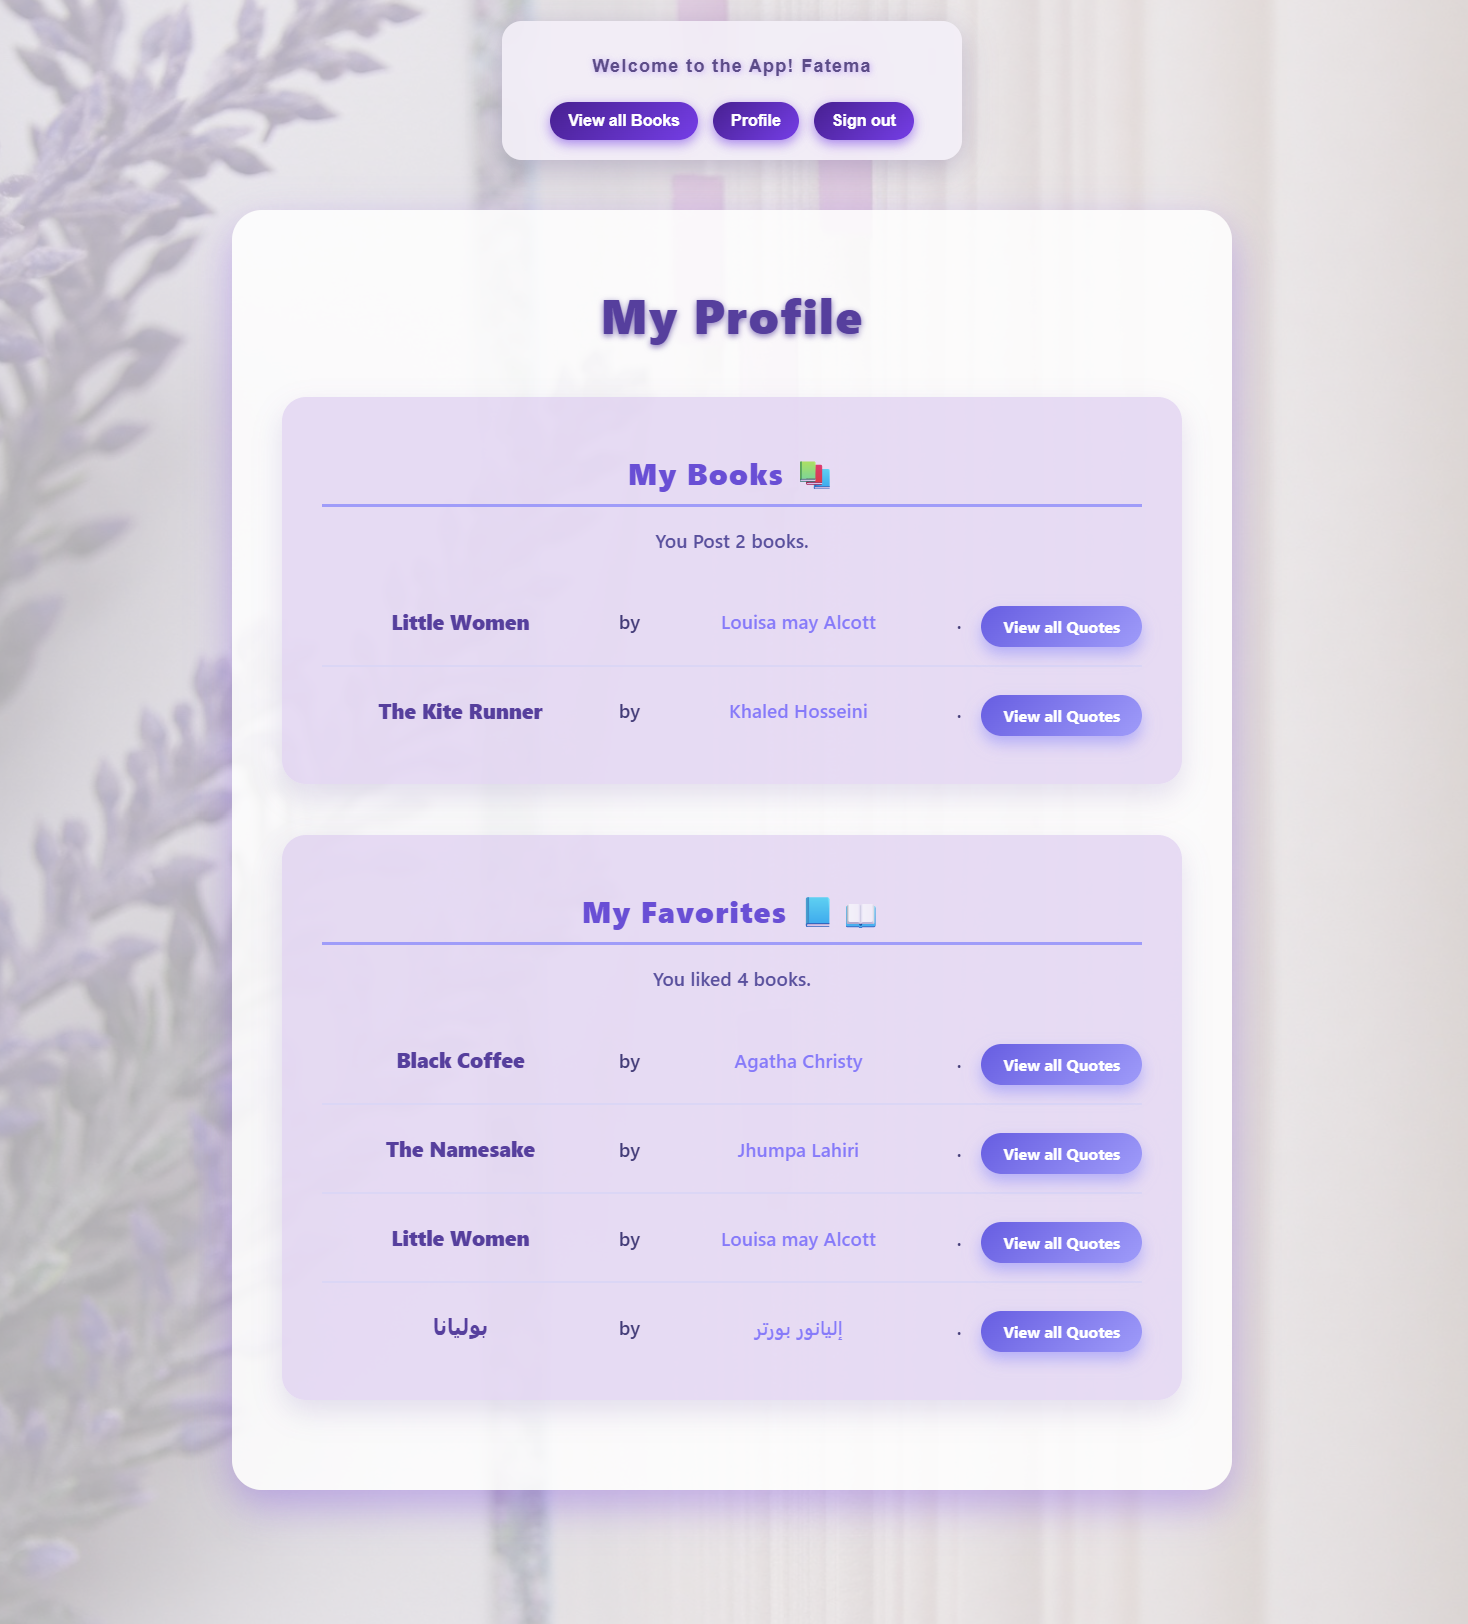 Welcome to the App! Fatema
View all Books Profile Sign out
My Profile
My Books 📚
You Post 2 books.
Little Women by Louisa may Alcott . View all Quotes
The Kite Runner by Khaled Hosseini . View all Quotes
My Favorites 📘 📖
You liked 4 books.
Black Coffee by Agatha Christy . View all Quotes
The Namesake by Jhumpa Lahiri . View all Quotes
Little Women by Louisa may Alcott . View all Quotes
بوليانا by إليانور بورتر . View all Quotes